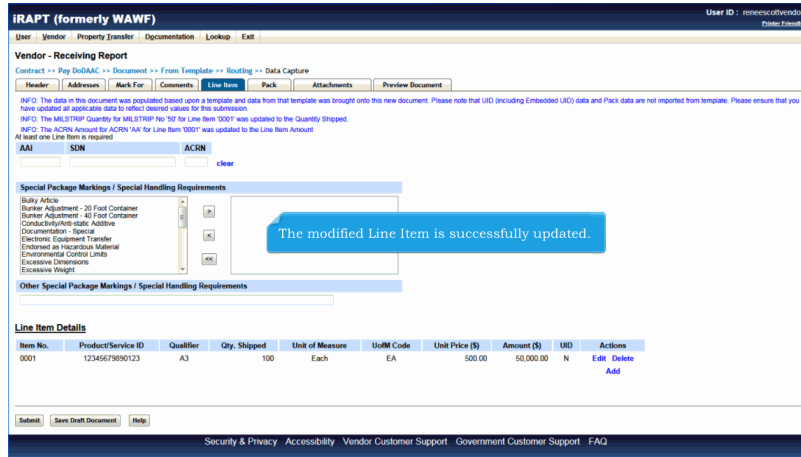 User ID : reneescottvendo
iRAPT (formerly WAWF)
Printer Friendl
User Vendor Property Transfer Documentation Lookup Exit
Vendor - Receiving Report
Contract >> Pay DoDAAC >> Document >> From Template >> Routing >> Data Capture
Header Addresses Mark For Comments Line Item Pack Attachments Preview Document
INFO: The data in this document was populated based upon a template and data from that template was brought onto this new document. Please note that UID (including Embedded UID) data and Pack data are not imported from template. Please ensure that you
have updated all applicable data to reflect desired values for this submission.
INFO: The MILSTRIP Quantity for MILSTRIP No '50' for Line Item '0001' was updated to the Quantity Shipped.
INFO: The ACRN Amount for ACRN 'AA' for Line Item '0001' was updated to the Line Item Amount
At least one Line Item is required
AAI SDN ACRN
clear
Special Package Markings / Special Handling Requirements
Bulky Article
Bunker Adjustment - 20 Foot Container
Bunker Adjustment - 40 Foot Container
Conductivity/Anti-static Additive
Documentation - Special
Electronic Equipment Transfer
Endorsed as Hazardous Material
Environmental Control Limits
Excessive Dimensions
Excessive Weight
>
<
<<
The modified Line Item is successfully updated.
Other Special Package Markings / Special Handling Requirements
Line Item Details
Item No. Product/Service ID Qualifier Qty. Shipped Unit of Measure UofM Code Unit Price ($) Amount ($) UID Actions
0001 12345679890123 A3 100 Each EA 500.00 50,000.00 N Edit Delete
Add
Submit Save Draft Document Help
Security & Privacy Accessibility Vendor Customer Support Government Customer Support FAQ